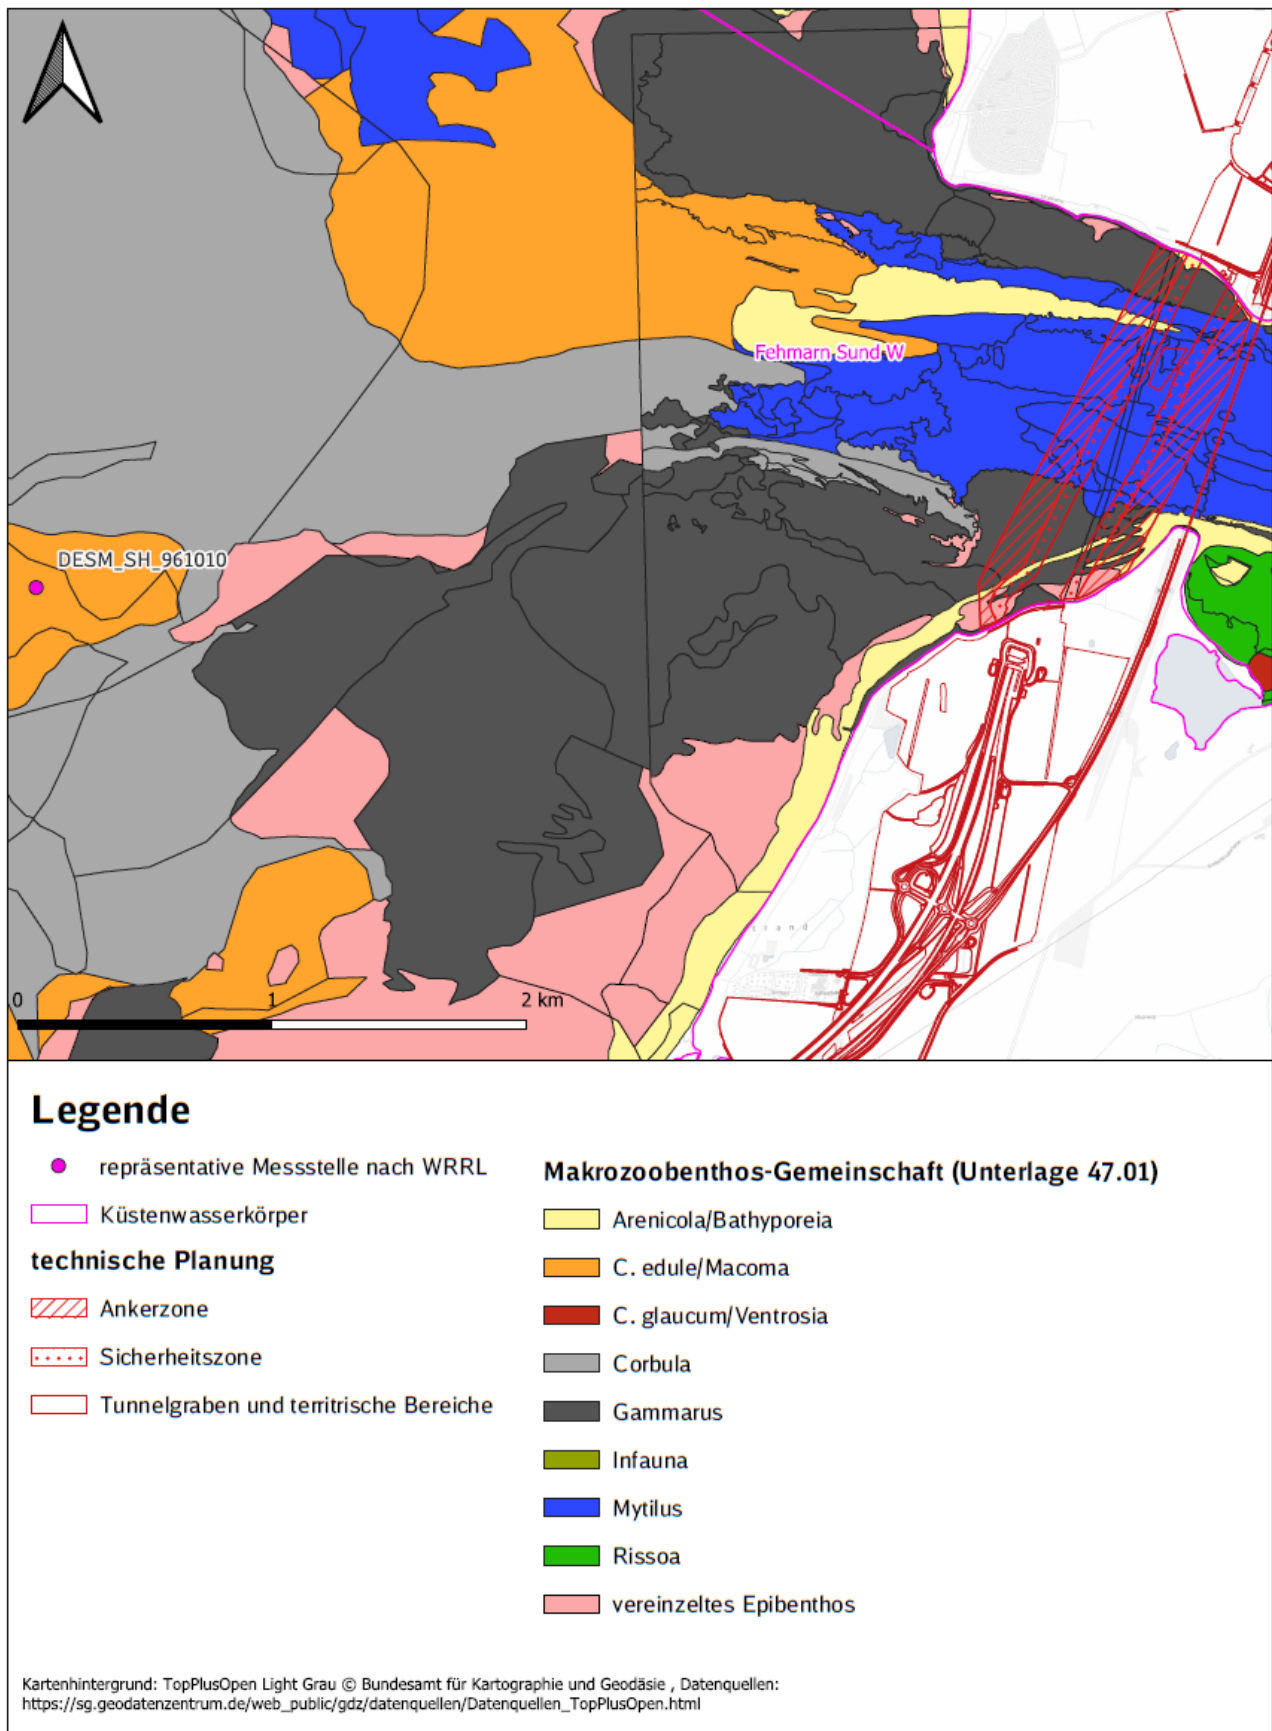 Fehmarn Sund W
DESM_SH_961010
t r a n d
0
1
2 km
Legende
repräsentative Messstelle nach WRRL
Küstenwasserkörper
technische Planung
Ankerzone
Sicherheitszone
Tunnelgraben und territrische Bereiche
Makrozoobenthos-Gemeinschaft (Unterlage 47.01)
Arenicola/Bathyporeia
C. edule/Macoma
C. glaucum/Ventrosia
Corbula
Gammarus
Infauna
Mytilus
Rissoa
vereinzeltes Epibenthos
Kartenhintergrund: TopPlusOpen Light Grau © Bundesamt für Kartographie und Geodäsie , Datenquellen:
https://sg.geodatenzentrum.de/web_public/gdz/datenquellen/Datenquellen_TopPlusOpen.html